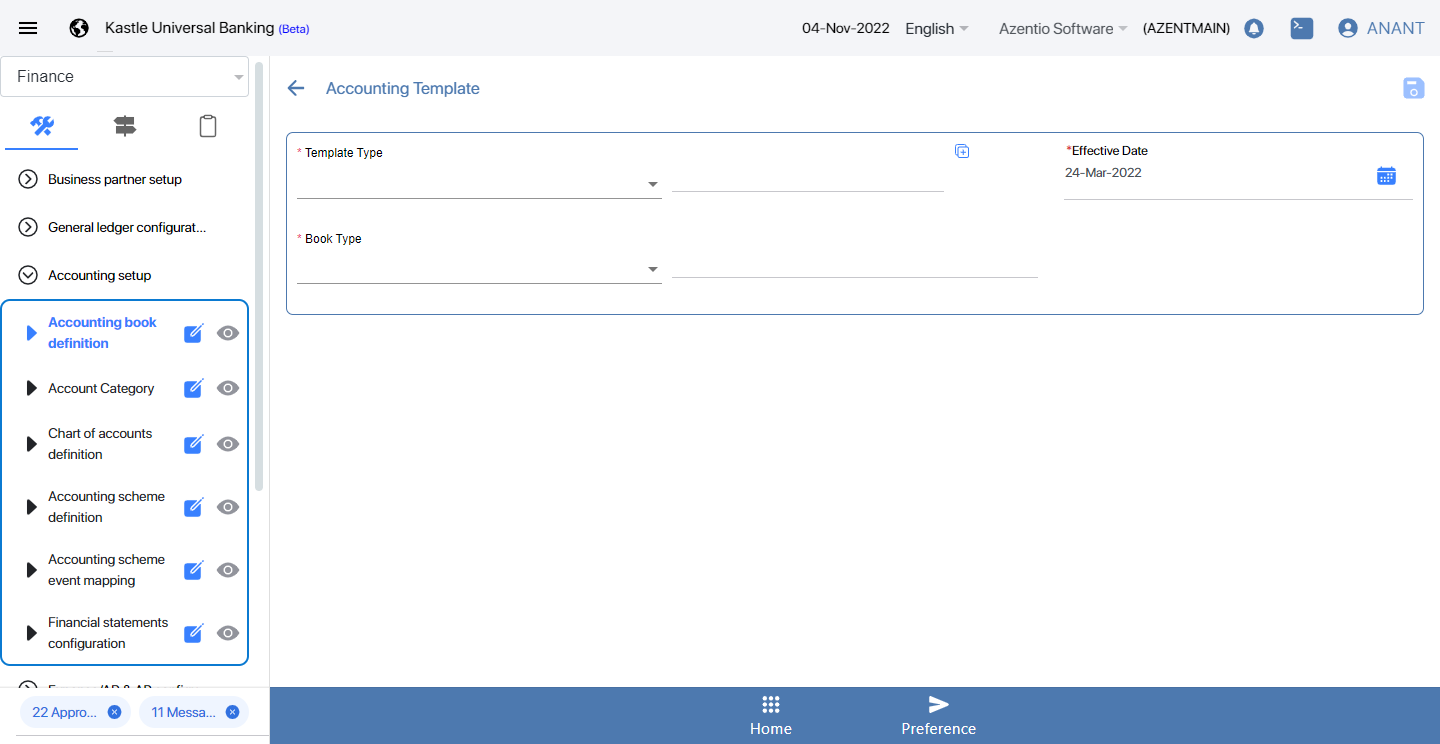 Kastle Universal Banking (Beta)
04-Nov-2022 English Azentio Software (AZENTMAIN) ANANT
Finance
Business partner setup
General ledger configurat...
Accounting setup
Accounting book
definition
Account Category
Chart of accounts
definition
Accounting scheme
definition
Accounting scheme
event mapping
Financial statements
configuration
22 Appro...
11 Messa...
Accounting Template
* Template Type
*Effective Date
24-Mar-2022
* Book Type
Home
Preference